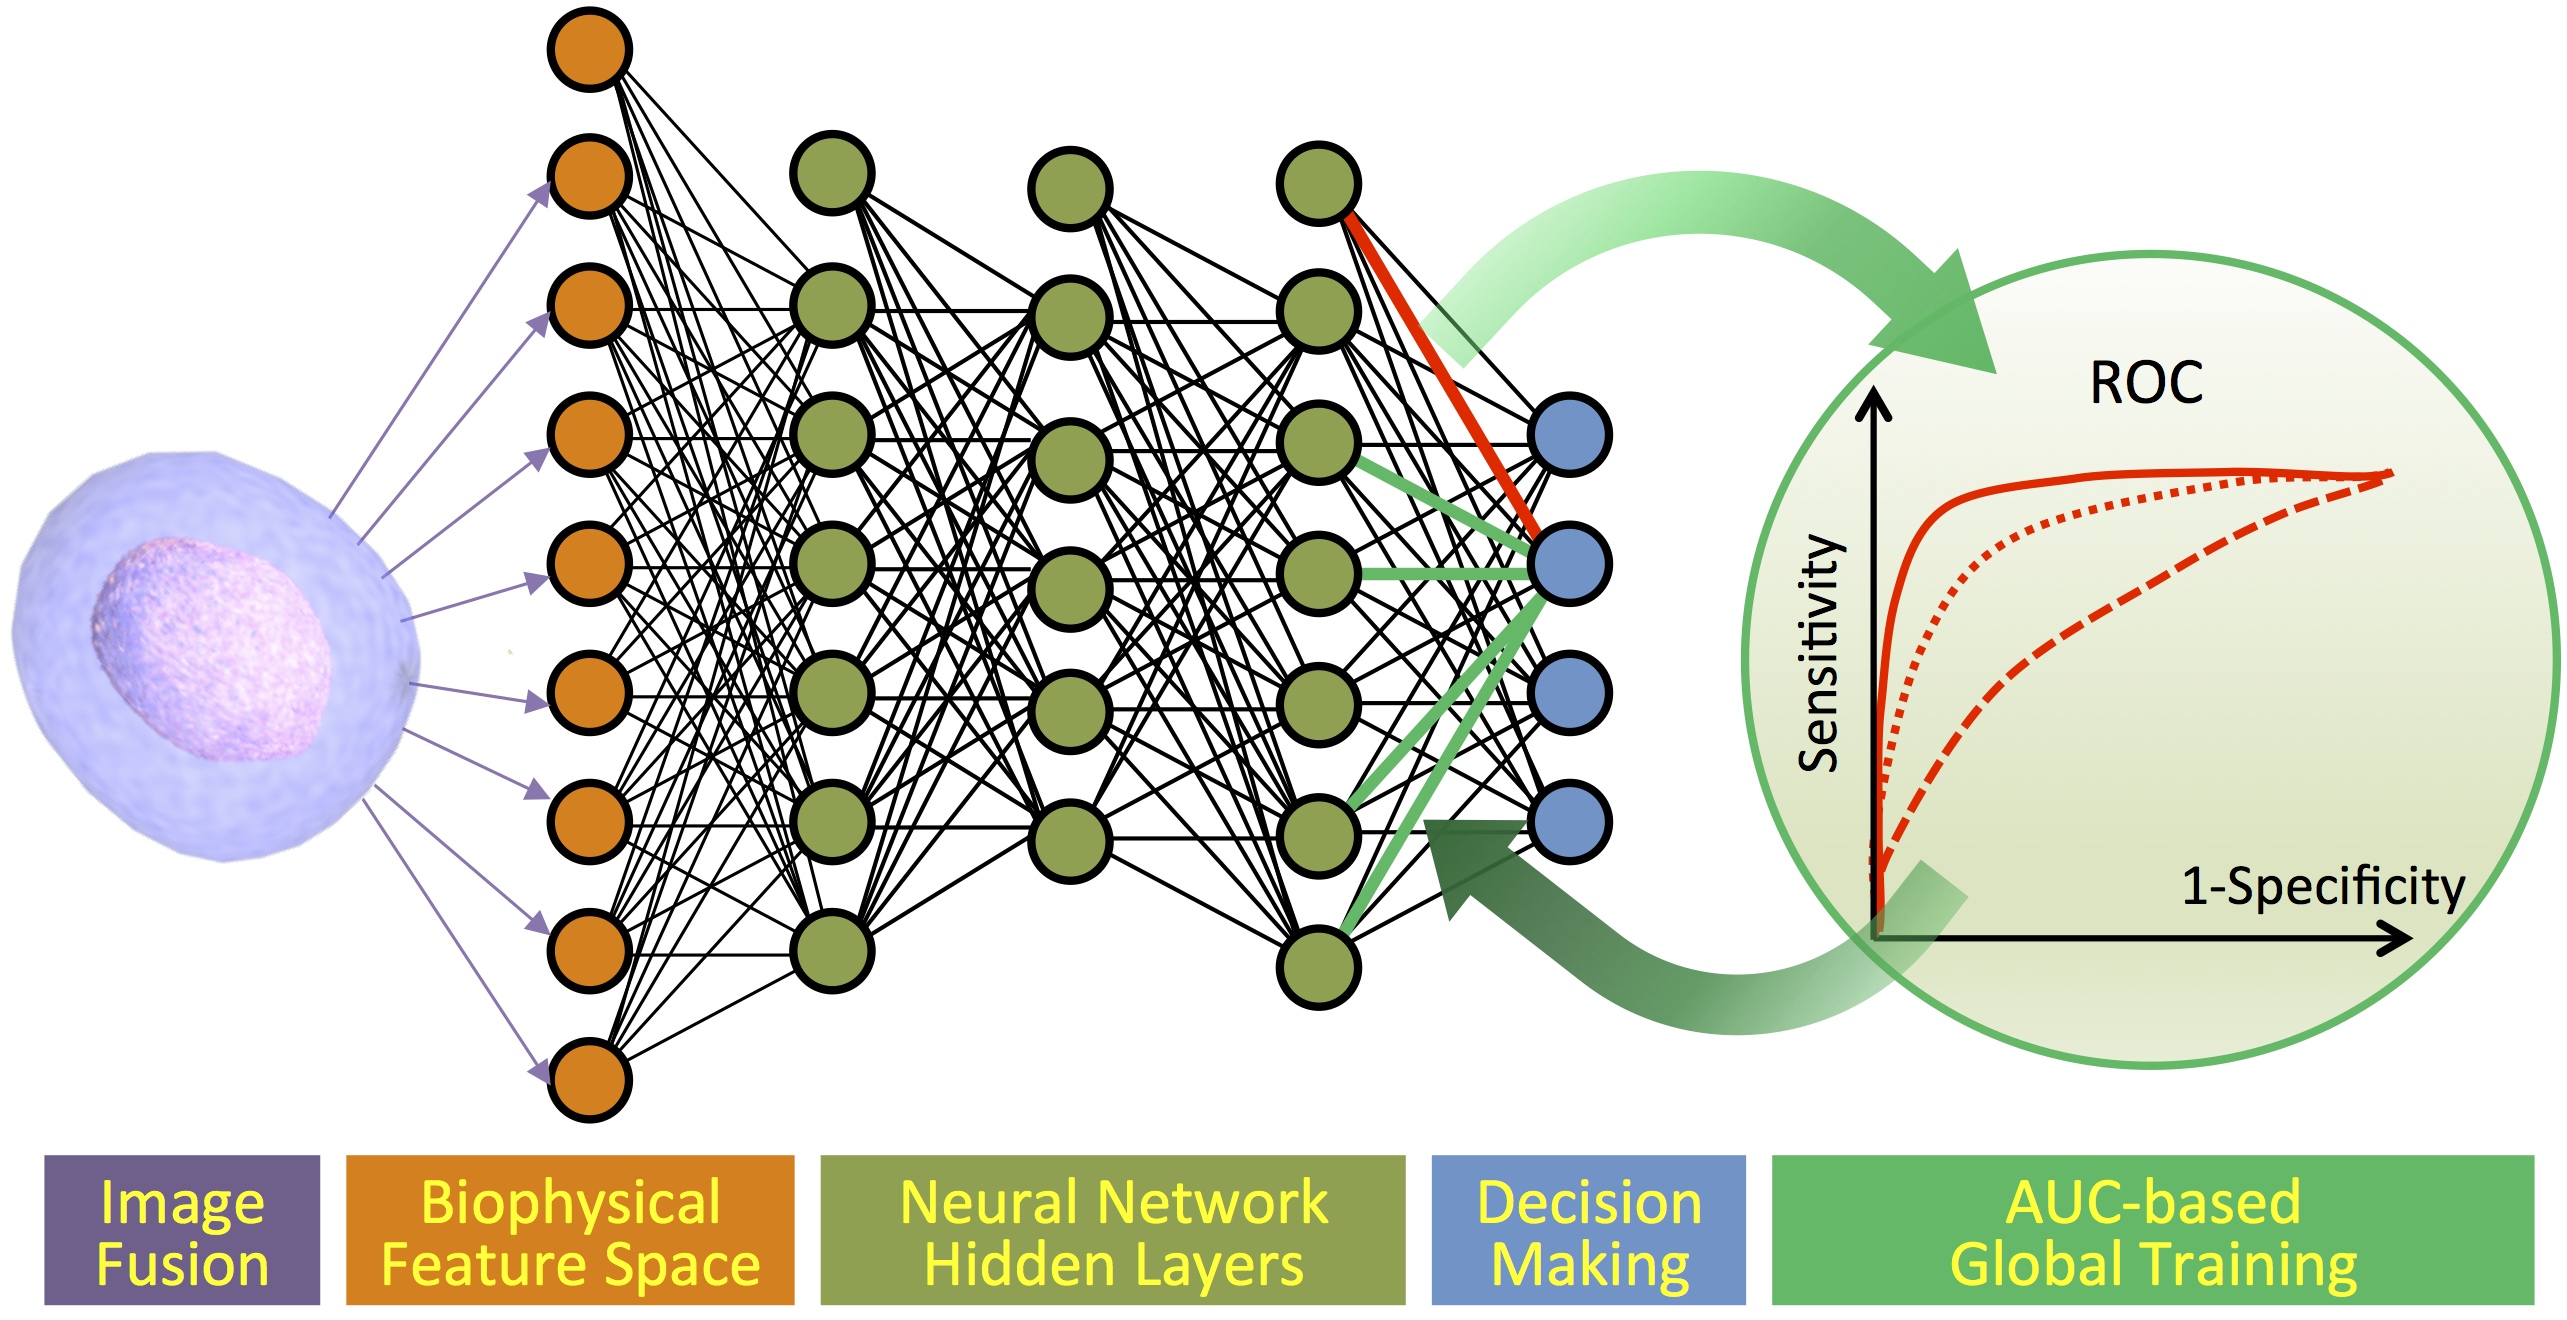 ROC
Sensitivity
1-Specificity
Image
Fusion
Biophysical
Feature Space
Neural Network
Hidden Layers
Decision
Making
AUC-based
Global Training